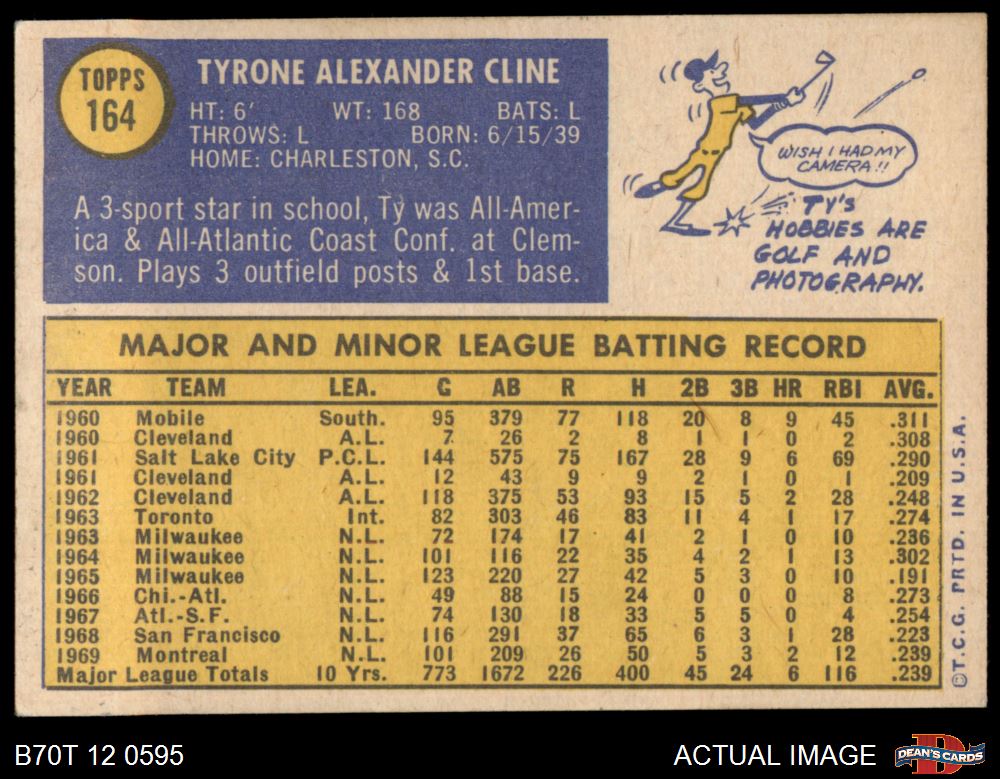 TOPPS
164
TYRONE ALEXANDER CLINE
HT: 6' WT: 168 BATS: L
THROWS: L BORN: 6/15/39
HOME: CHARLESTON, S.C.
A 3-sport star in school, Ty was All-Amer-
ica & All-Atlantic Coast Conf. at Clem-
son. Plays 3 outfield posts & 1st base.
WISH I HAD MY
CAMERA!!
TY'S
HOBBIES ARE
GOLF AND
PHOTOGRAPHY.
MAJOR AND MINOR LEAGUE BATTING RECORD
YEAR TEAM LEA. G AB R H 2B 3B HR RBI AVG.
1960 Mobile South. 95 379 77 118 20 8 9 45 .311
1960 Cleveland A.L. 7 26 2 8 1 1 0 2 .308
1961 Salt Lake City P.C.L. 144 575 75 167 28 9 6 69 .290
1961 Cleveland A.L. 12 43 9 9 2 1 0 1 .209
1962 Cleveland A.L. 118 375 53 93 15 5 2 28 .248
1963 Toronto Int. 82 303 46 83 11 4 1 17 .274
1963 Milwaukee N.L. 72 174 17 41 2 1 0 10 .236
1964 Milwaukee N.L. 101 116 22 35 4 2 1 13 .302
1965 Milwaukee N.L. 123 220 27 42 5 3 0 10 .191
1966 Chi.-Atl. N.L. 49 88 15 24 0 0 0 8 .273
1967 Atl.-S.F. N.L. 74 130 18 33 5 5 0 4 .254
1968 San Francisco N.L. 116 291 37 65 6 3 1 28 .223
1969 Montreal N.L. 101 209 26 50 5 3 2 12 .239
Major League Totals 10 Yrs. 773 1672 226 400 45 24 6 116 .239
©T.C.G. PRTD. IN U.S.A.
B70T 12 0595
ACTUAL IMAGE
D
DEAN'S CARDS